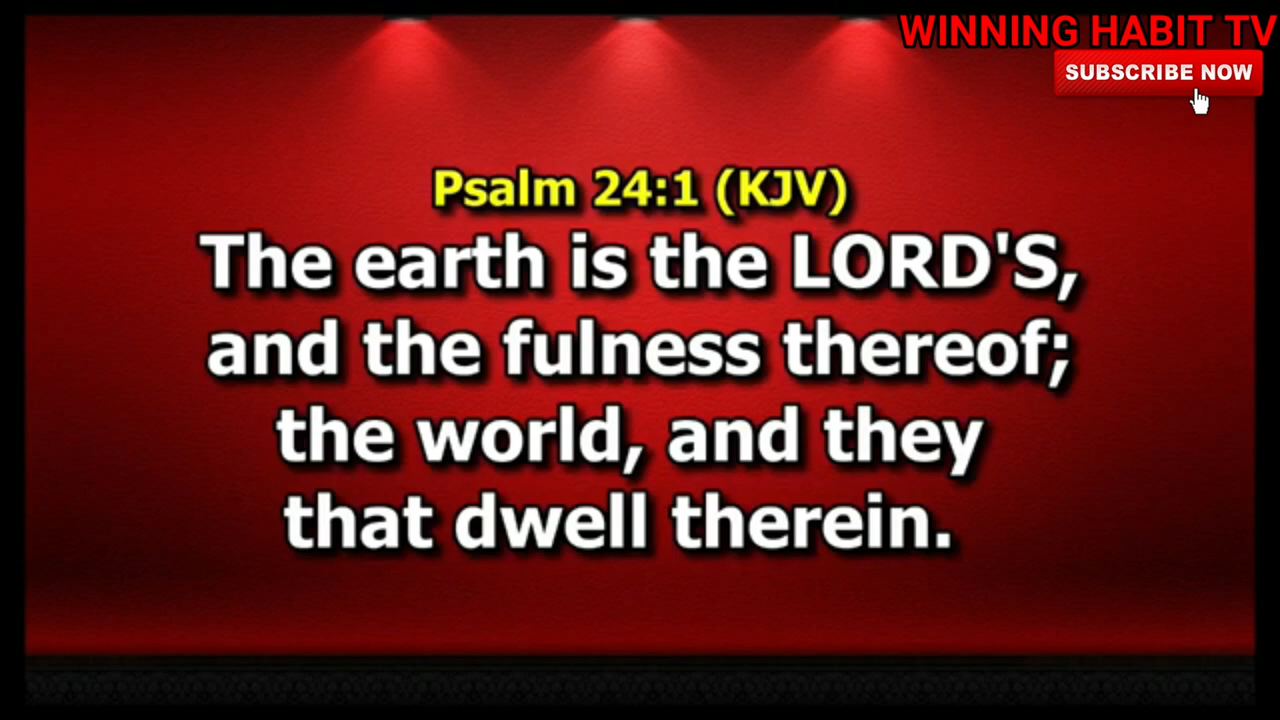 WINNING HABIT TV
SUBSCRIBE NOW
Psalm 24:1 (KJV)
The earth is the LORD'S,
and the fulness thereof;
the world, and they
that dwell therein.